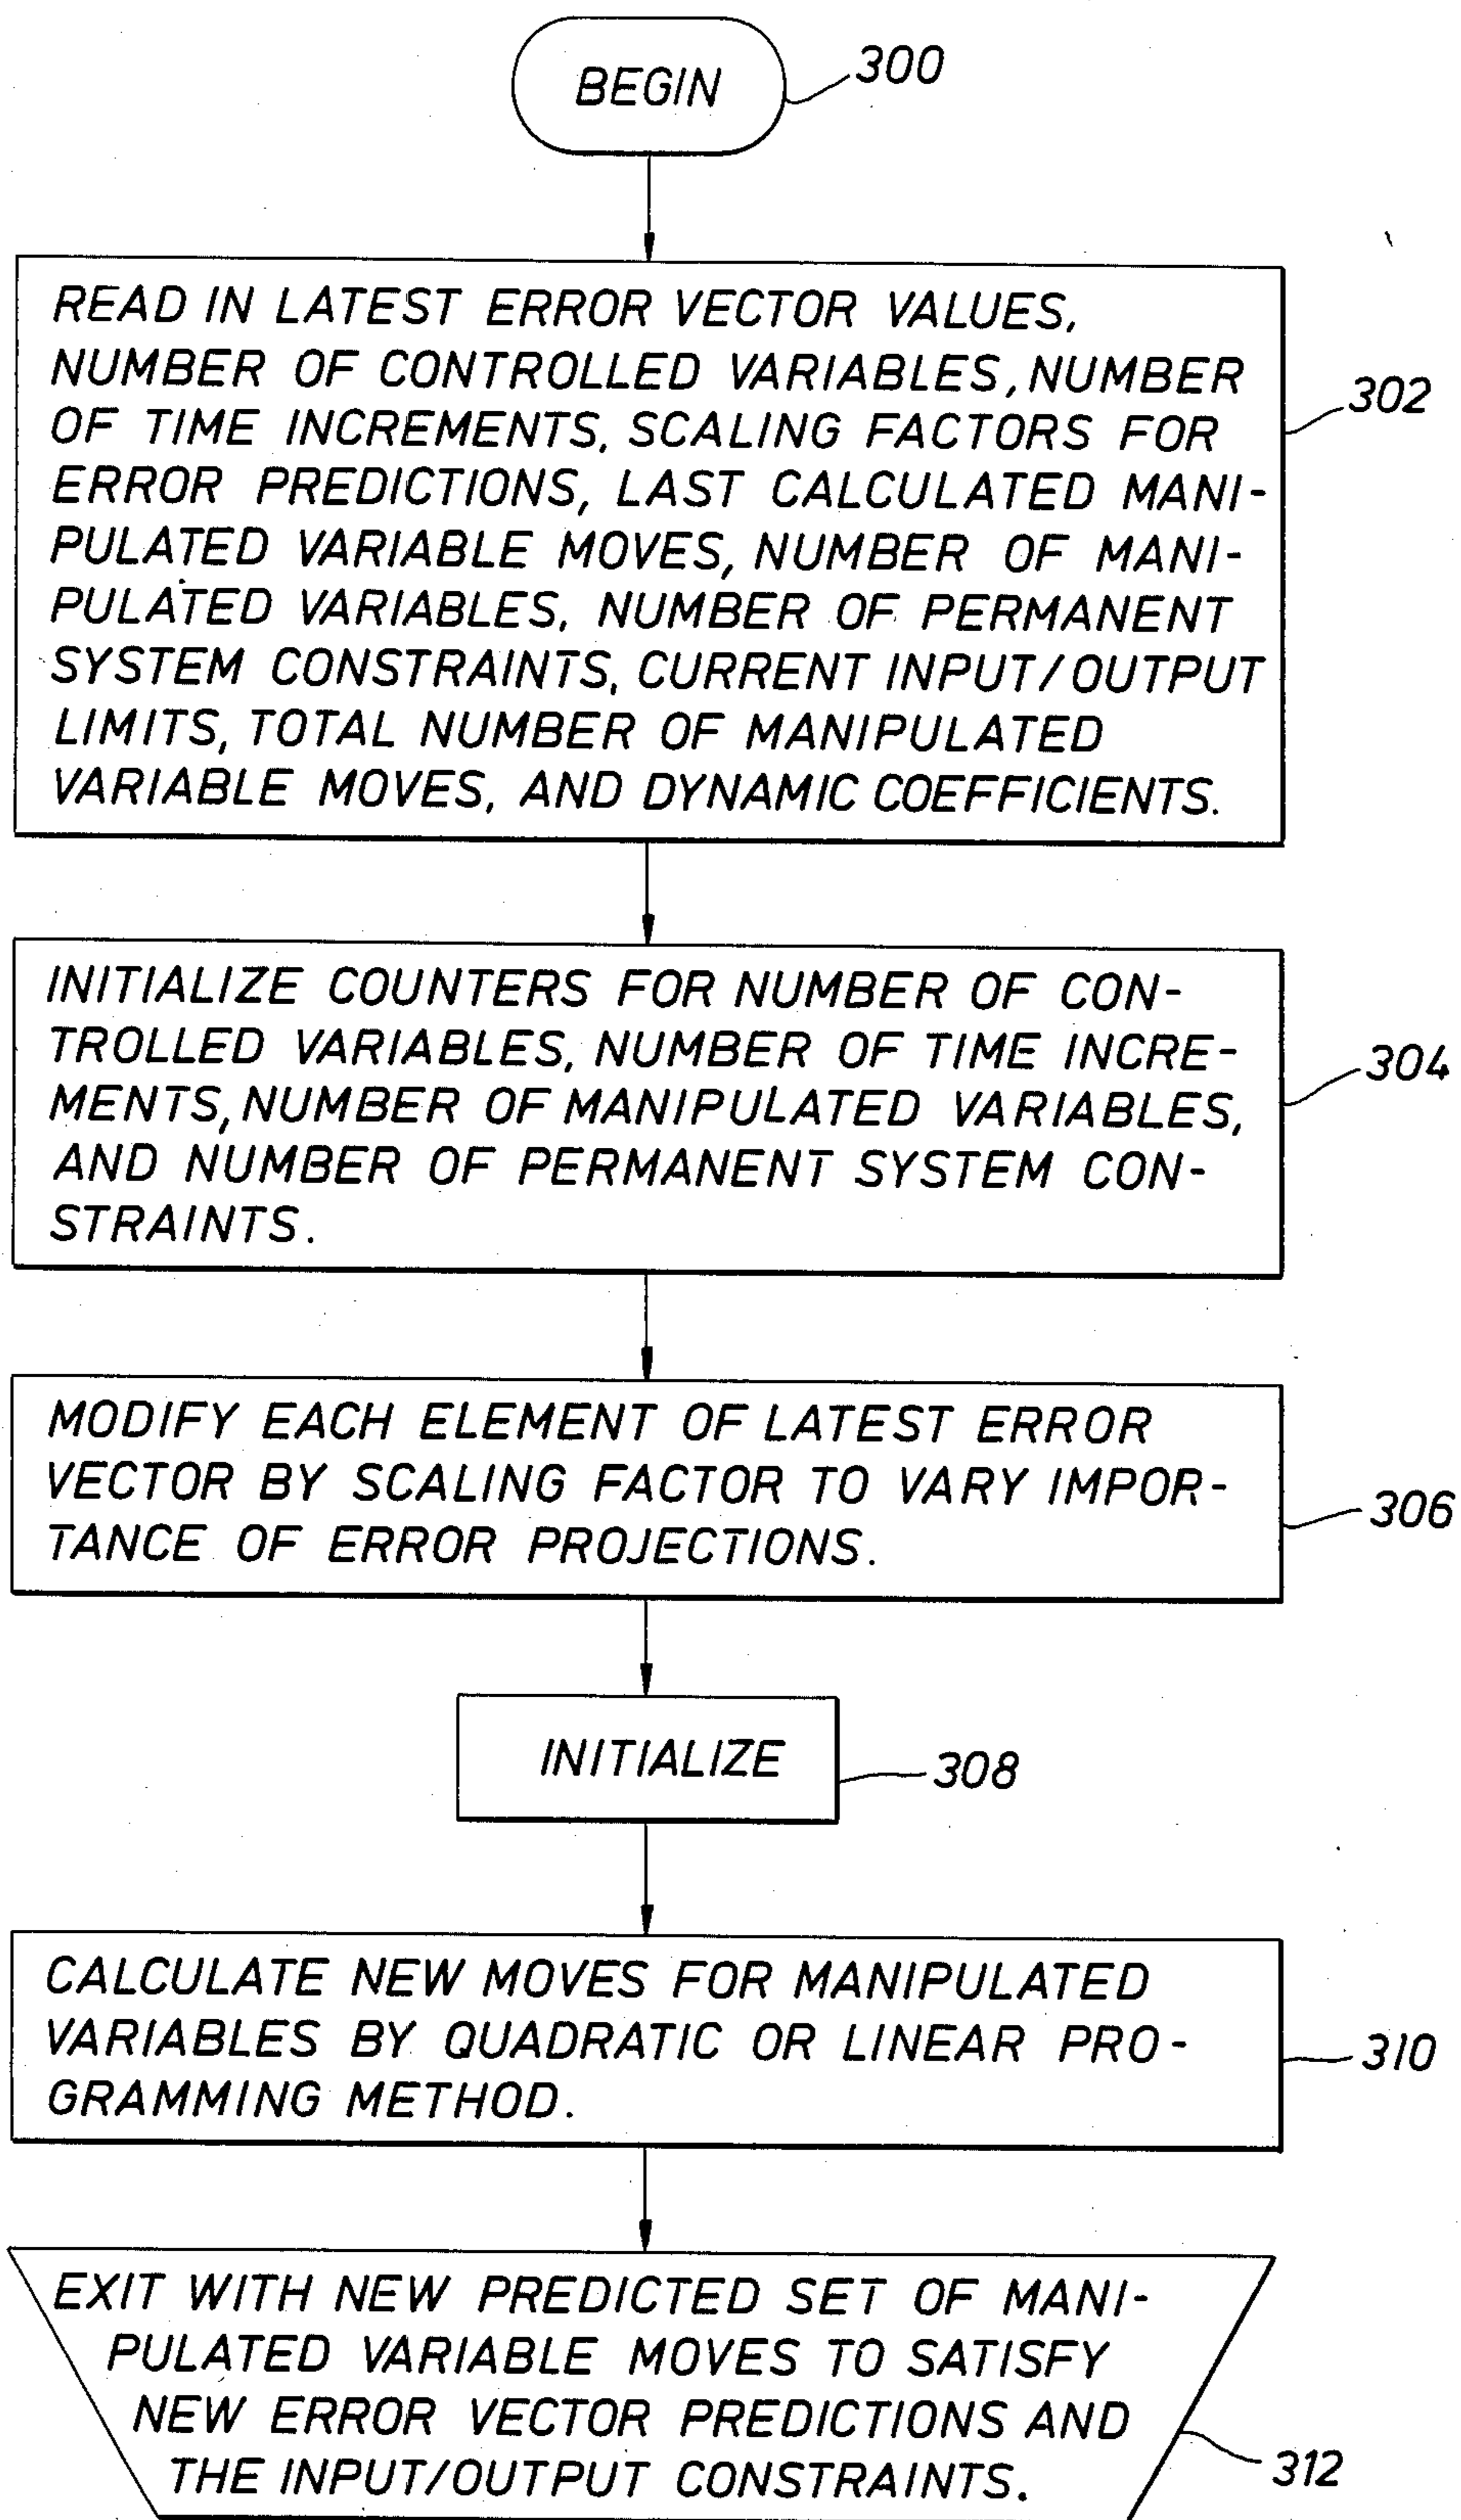 BEGIN
300
READ IN LATEST ERROR VECTOR VALUES,
NUMBER OF CONTROLLED VARIABLES, NUMBER
OF TIME INCREMENTS, SCALING FACTORS FOR
ERROR PREDICTIONS, LAST CALCULATED MANI-
PULATED VARIABLE MOVES, NUMBER OF MANI-
PULATED VARIABLES, NUMBER OF PERMANENT
SYSTEM CONSTRAINTS, CURRENT INPUT/OUTPUT
LIMITS, TOTAL NUMBER OF MANIPULATED
VARIABLE MOVES, AND DYNAMIC COEFFICIENTS.
302
INITIALIZE COUNTERS FOR NUMBER OF CON-
TROLLED VARIABLES, NUMBER OF TIME INCRE-
MENTS, NUMBER OF MANIPULATED VARIABLES,
AND NUMBER OF PERMANENT SYSTEM CON-
STRAINTS.
304
MODIFY EACH ELEMENT OF LATEST ERROR
VECTOR BY SCALING FACTOR TO VARY IMPOR-
TANCE OF ERROR PROJECTIONS.
306
INITIALIZE
308
CALCULATE NEW MOVES FOR MANIPULATED
VARIABLES BY QUADRATIC OR LINEAR PRO-
GRAMMING METHOD.
310
EXIT WITH NEW PREDICTED SET OF MANI-
PULATED VARIABLE MOVES TO SATISFY
NEW ERROR VECTOR PREDICTIONS AND
THE INPUT/OUTPUT CONSTRAINTS.
312